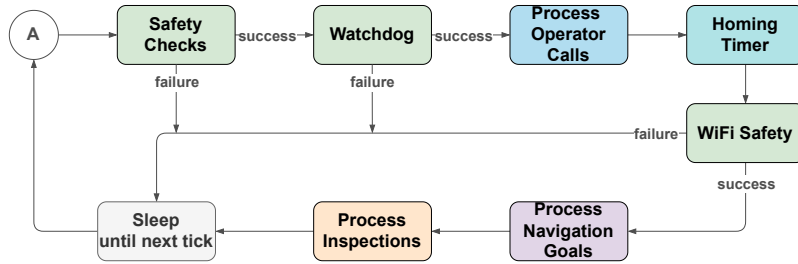 A
Safety
Checks
success
Watchdog
success
Process
Operator
Calls
Homing
Timer
failure
failure
failure
WiFi Safety
success
Sleep
until next tick
Process
Inspections
Process
Navigation
Goals